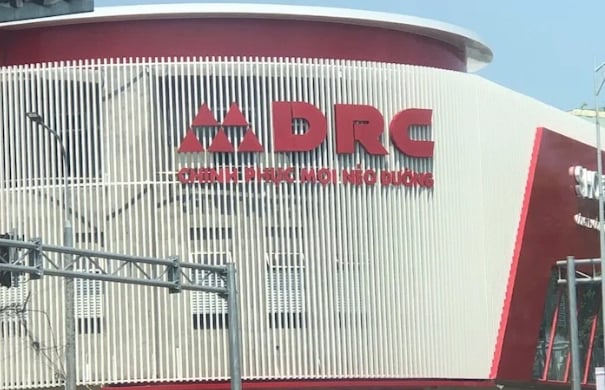 DRC
CHINH PHỤC MỌI NẺO ĐƯỜNG